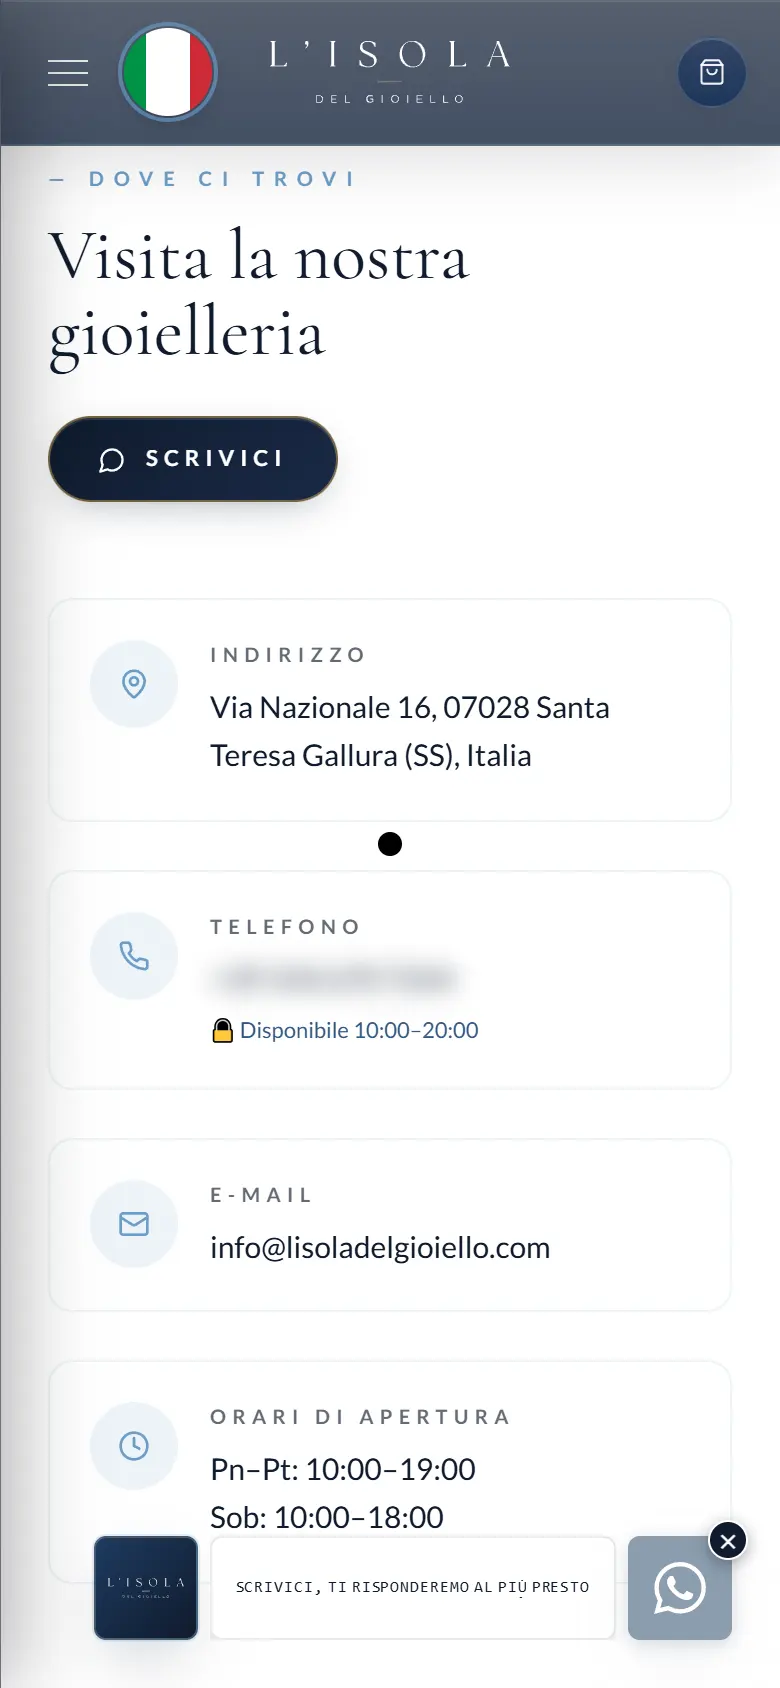 L'ISOLA
DEL GIOIELLO
— DOVE CI TROVI
Visita la nostra
gioielleria
SCRIVICI
INDIRIZZO
Via Nazionale 16, 07028 Santa
Teresa Gallura (SS), Italia
TELEFONO
Disponibile 10:00–20:00
E-MAIL
info@lisoladelgioiello.com
ORARI DI APERTURA
Pn–Pt: 10:00–19:00
Sob: 10:00–18:00
L'ISOLA
DEL GIOIELLO
SCRIVICI, TI RISPONDEREMO AL PIÙ PRESTO